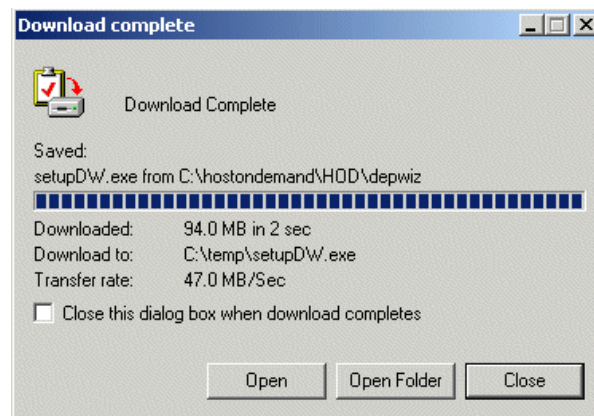 Download complete
Download Complete
Saved:
setupDW.exe from C:\hostondemand\HOD\depwiz
Downloaded: 94.0 MB in 2 sec
Download to: C:\temp\setupDW.exe
Transfer rate: 47.0 MB/Sec
Close this dialog box when download completes
Open Open Folder Close